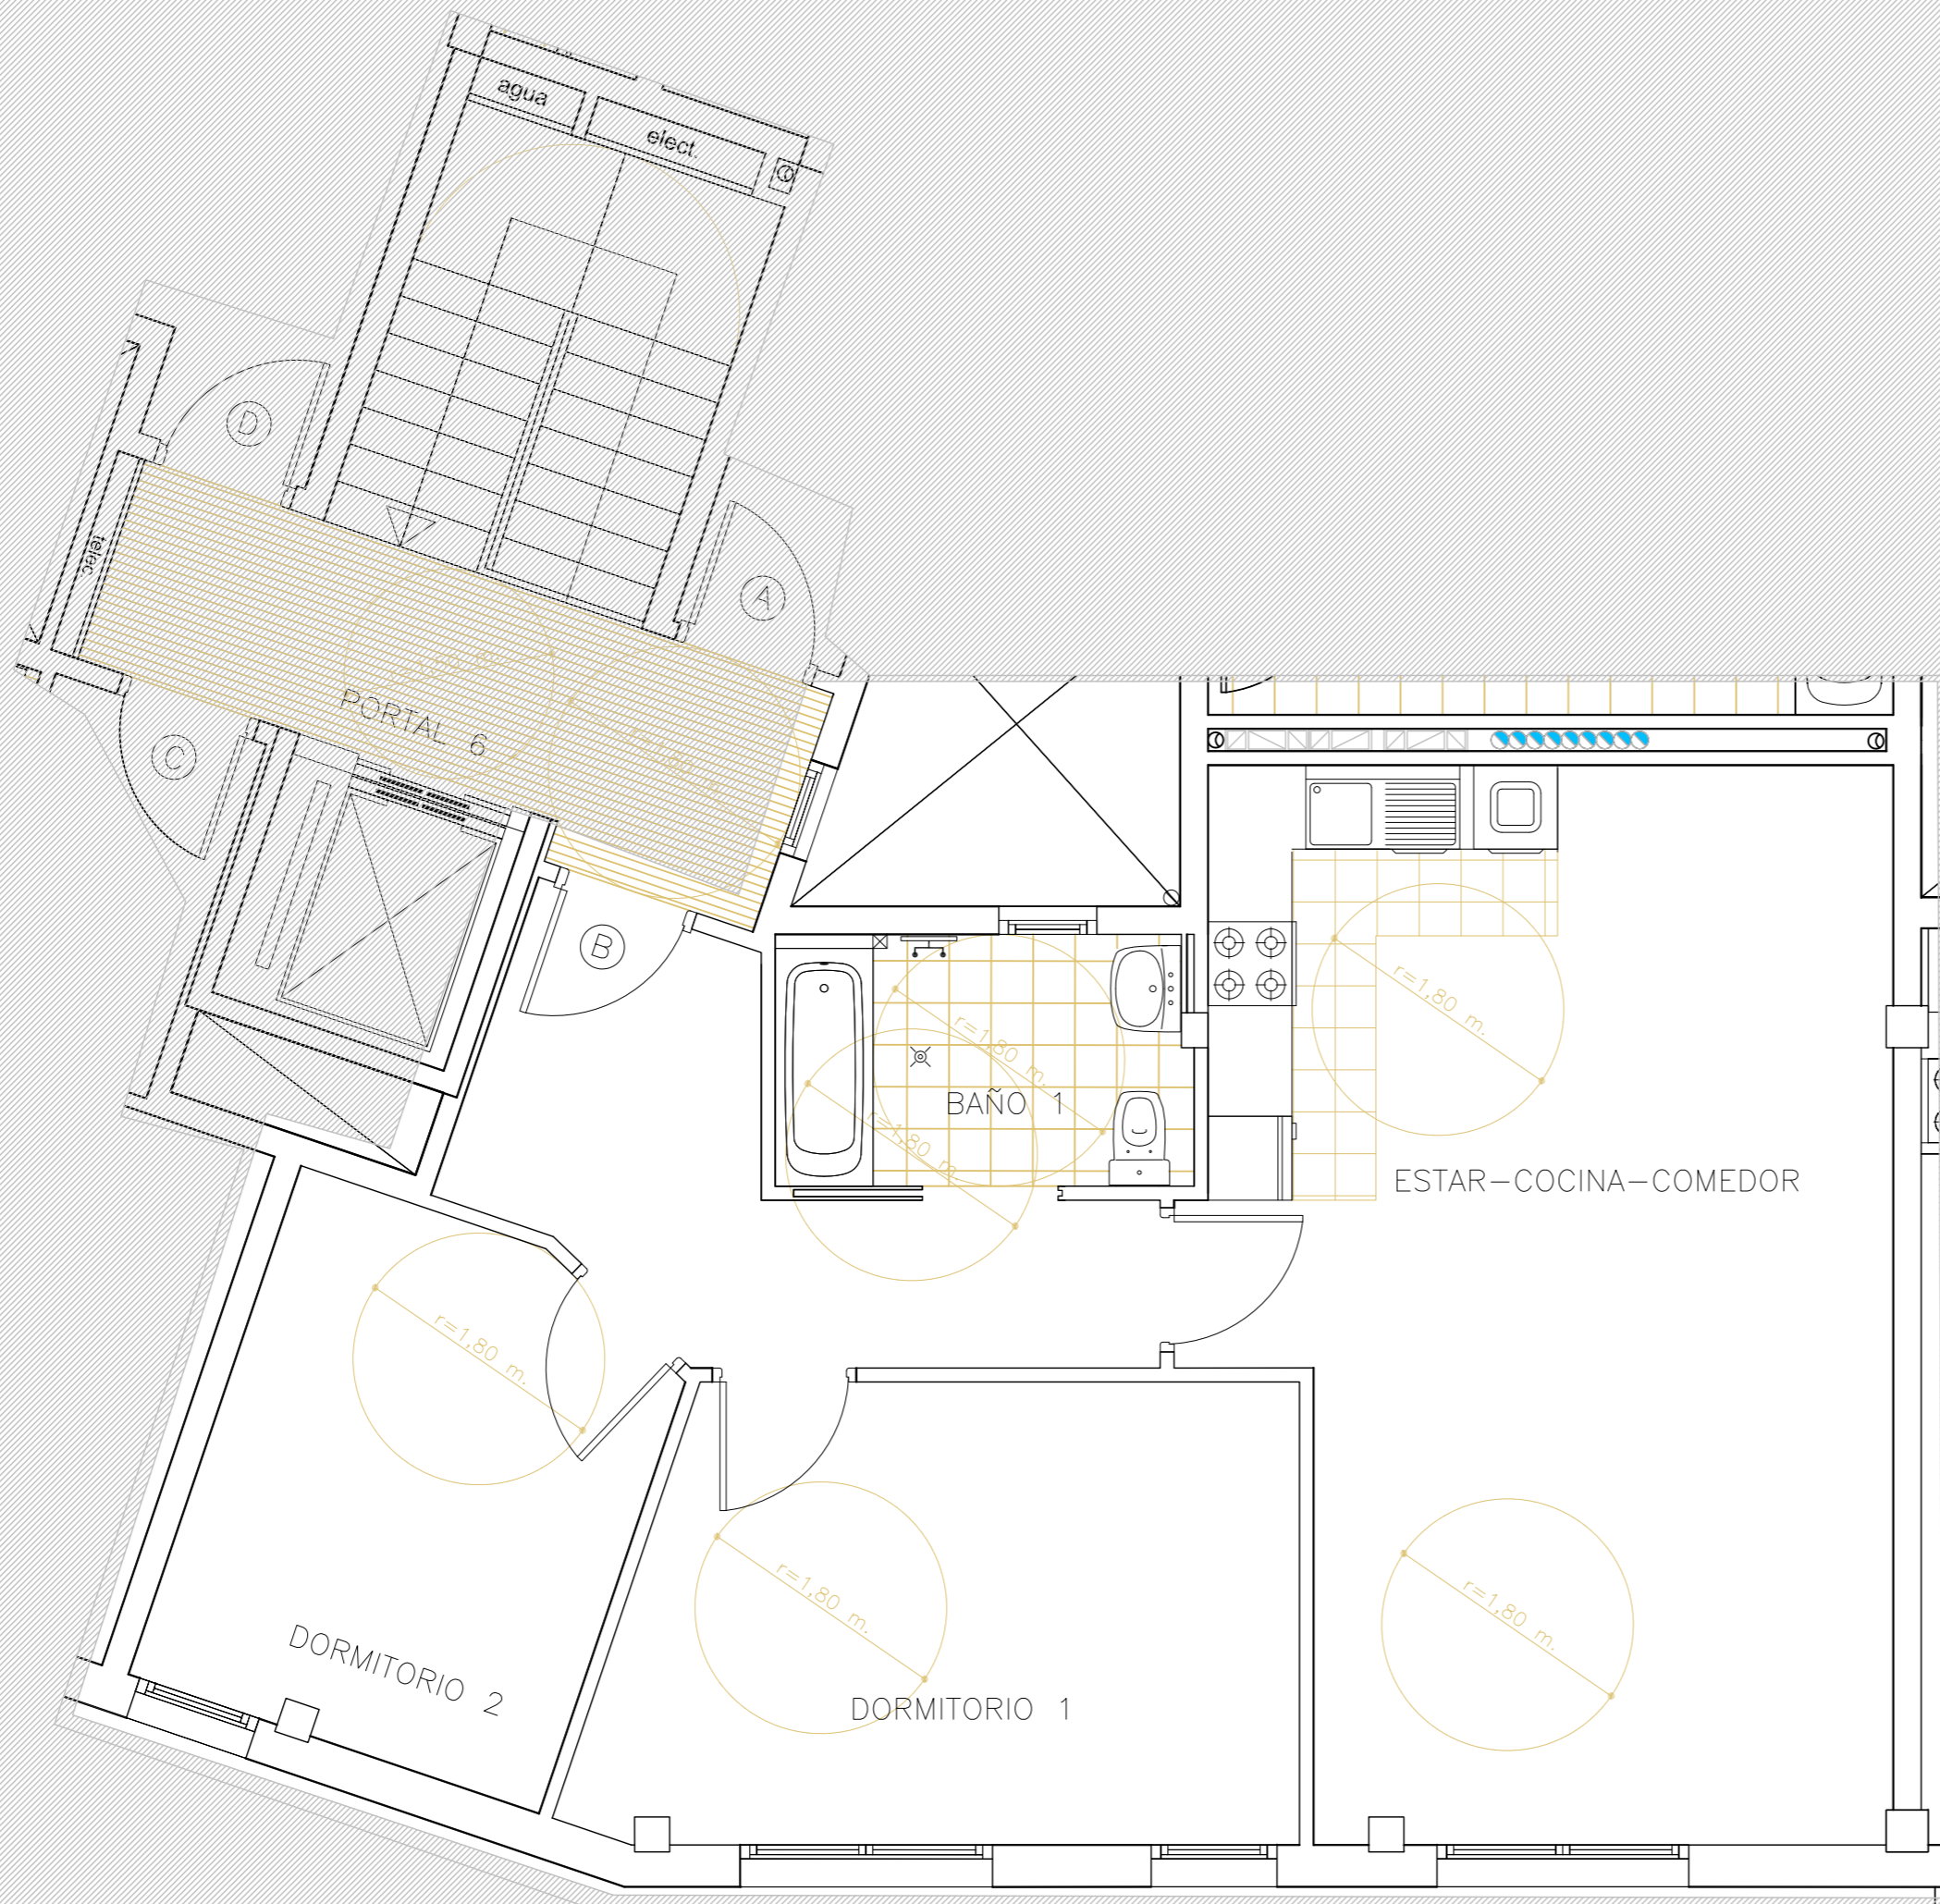 agua
elect.
D
A
telec.
PORTAL 6
C
B
r=1,80 m.
r=1,80 m.
BAÑO 1
r=1,80 m.
ESTAR-COCINA-COMEDOR
r=1,80 m.
r=1,80 m.
r=1,80 m.
DORMITORIO 2
DORMITORIO 1